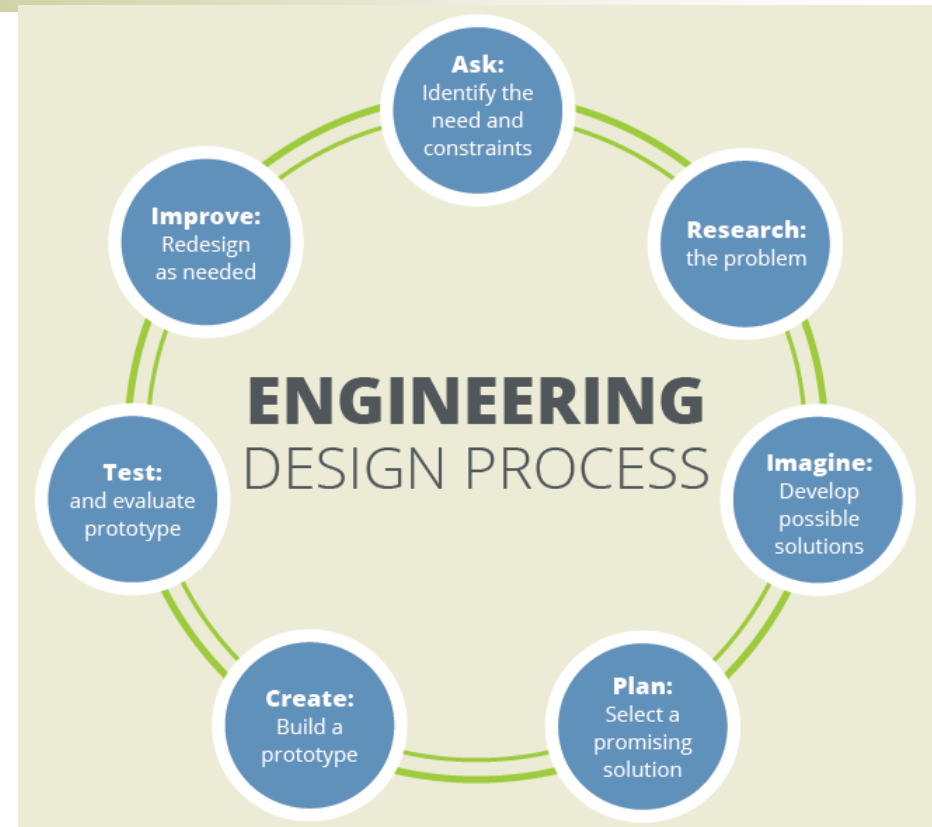 Ask:
Identify the
need and
constraints
Research:
the problem
Imagine:
Develop
possible
solutions
Plan:
Select a
promising
solution
Create:
Build a
prototype
Test:
and evaluate
prototype
Improve:
Redesign
as needed
ENGINEERING
DESIGN PROCESS